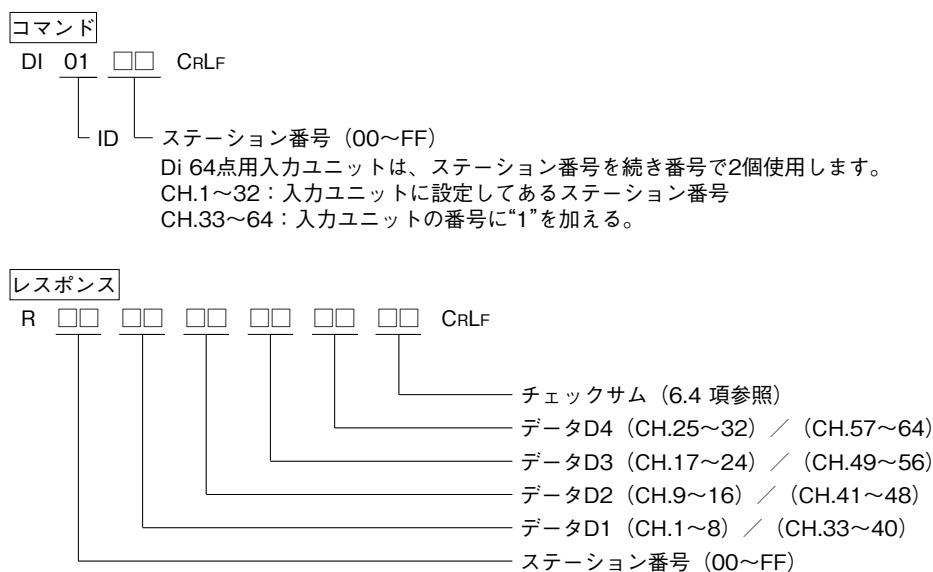 コマンド
DI 01 □□ CRLF
ID ステーション番号（00～FF）
Di 64点用入力ユニットは、ステーション番号を続き番号で2個使用します。
CH.1～32：入力ユニットに設定してあるステーション番号
CH.33～64：入力ユニットの番号に“1”を加える。
レスポンス
R □□ □□ □□ □□ □□ □□ CRLF
チェックサム（6.4 項参照）
データD4（CH.25～32）／（CH.57～64）
データD3（CH.17～24）／（CH.49～56）
データD2（CH.9～16）／（CH.41～48）
データD1（CH.1～8）／（CH.33～40）
ステーション番号（00～FF）